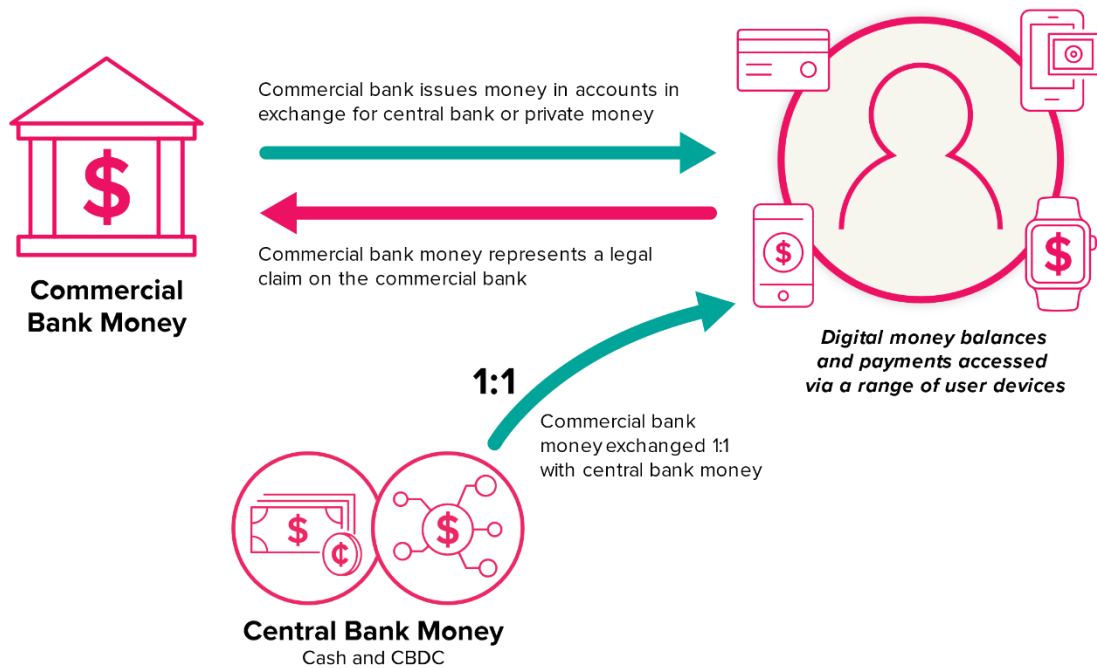 Commercial bank issues money in accounts in
exchange for central bank or private money
$
Commercial bank money represents a legal
claim on the commercial bank
Commercial
Bank Money
$
$
Digital money balances
and payments accessed
via a range of user devices
1:1
Commercial bank
money exchanged 1:1
with central bank money
$
¢
$
Central Bank Money
Cash and CBDC